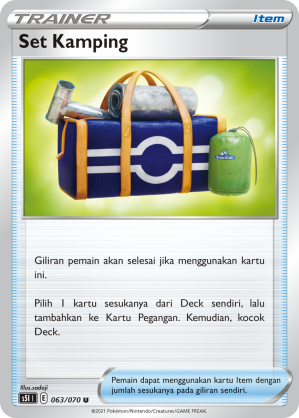 TRAINER Item
Set Kamping
Giliran pemain akan selesai jika menggunakan kartu
ini.
Pilih 1 kartu sesukanya dari Deck sendiri, lalu
tambahkan ke Kartu Pegangan. Kemudian, kocok
Deck.
Illus.sadaji
s5I I E 063/070 U
Pemain dapat menggunakan kartu Item dengan
jumlah sesukanya pada gilirannya sendiri.
©2021 Pokémon/Nintendo/Creatures/GAME FREAK.